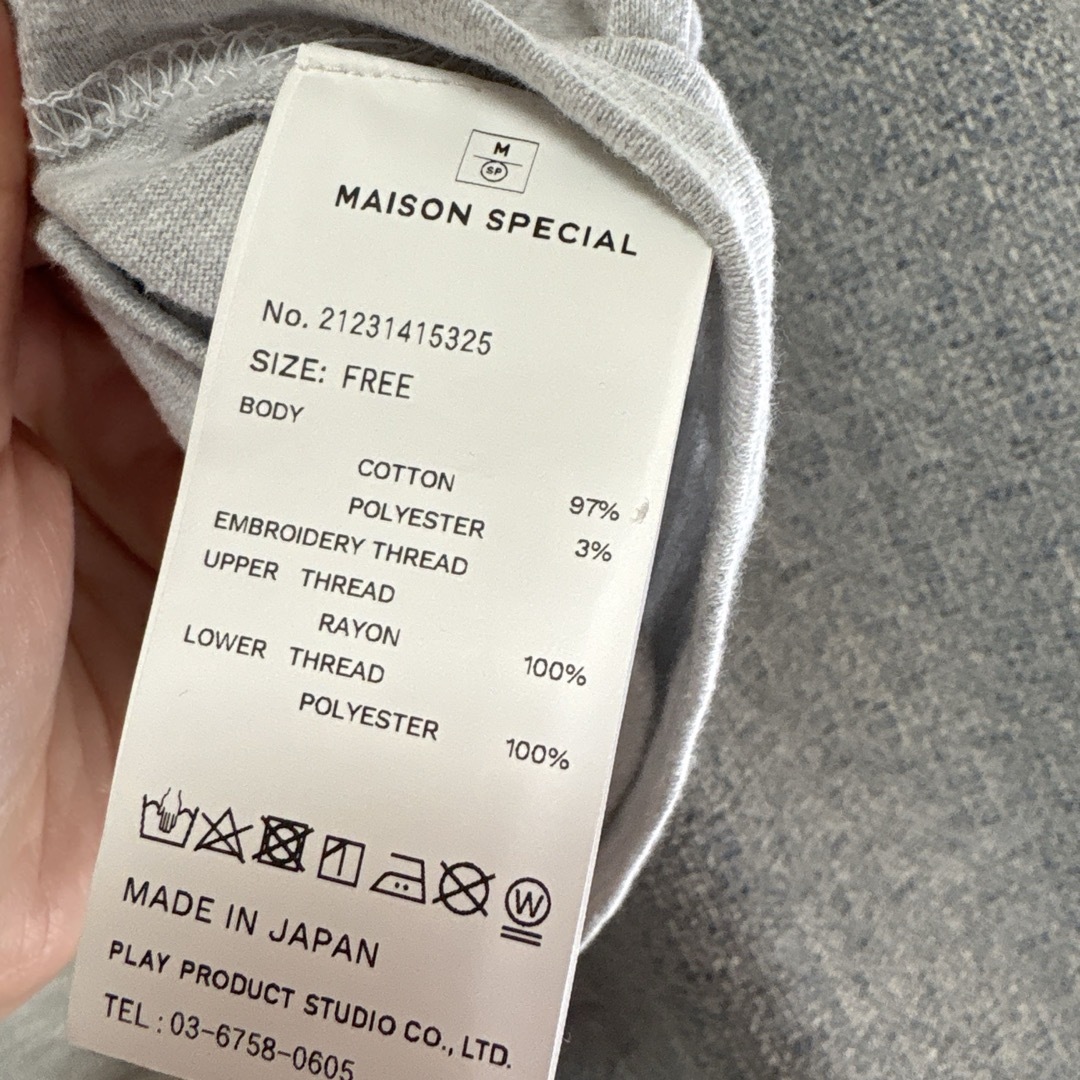 M
SP
MAISON SPECIAL
No. 21231415325
SIZE: FREE
BODY
COTTON 97%
POLYESTER 3%
EMBROIDERY THREAD
UPPER THREAD
RAYON 100%
LOWER THREAD
POLYESTER 100%
W
MADE IN JAPAN
PLAY PRODUCT STUDIO CO., LTD.
TEL : 03-6758-0605